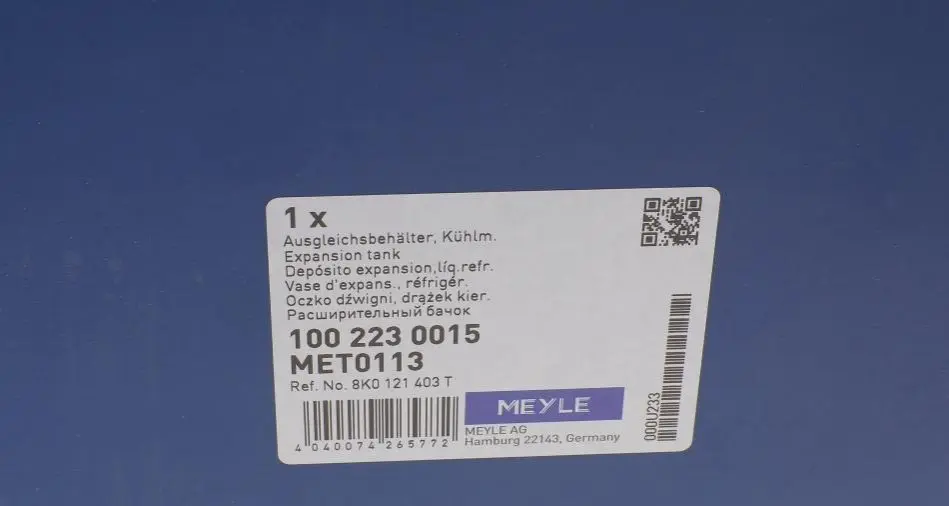 1 x
Ausgleichsbehälter, Kühlm.
Expansion tank
Depósito expansion,líq.refr.
Vase d'expans., réfrigér.
Oczko dźwigni, drążek kier.
Расширительный бачок
100 223 0015
MET0113
Ref. No. 8K0 121 403 T
MEYLE
MEYLE AG
Hamburg 22143, Germany
4 040074 265772
000U233